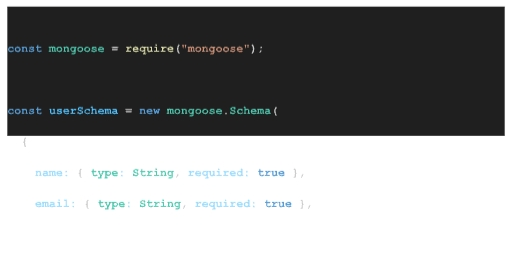 const mongoose = require("mongoose");
const userSchema = new mongoose.Schema(
{
name: { type: String, required: true },
email: { type: String, required: true },